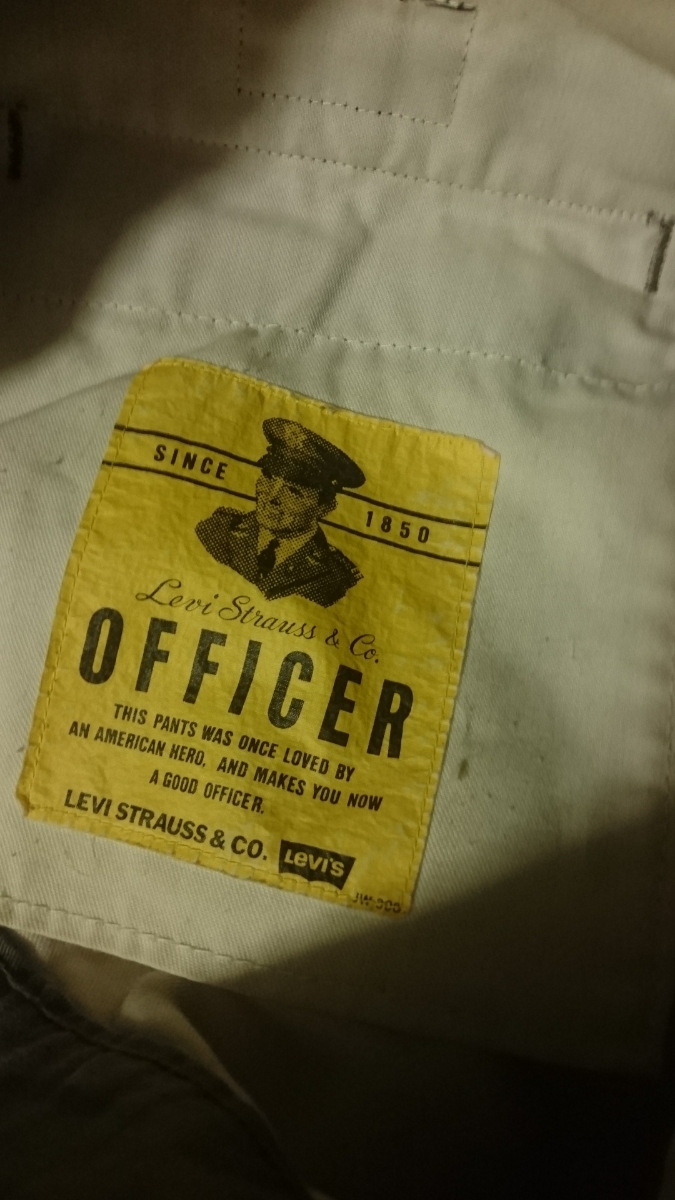 SINCE 1850
Levi Strauss & Co.
OFFICER
THIS PANTS WAS ONCE LOVED BY
AN AMERICAN HERO, AND MAKES YOU NOW
A GOOD OFFICER.
LEVI STRAUSS & CO. LEVI'S